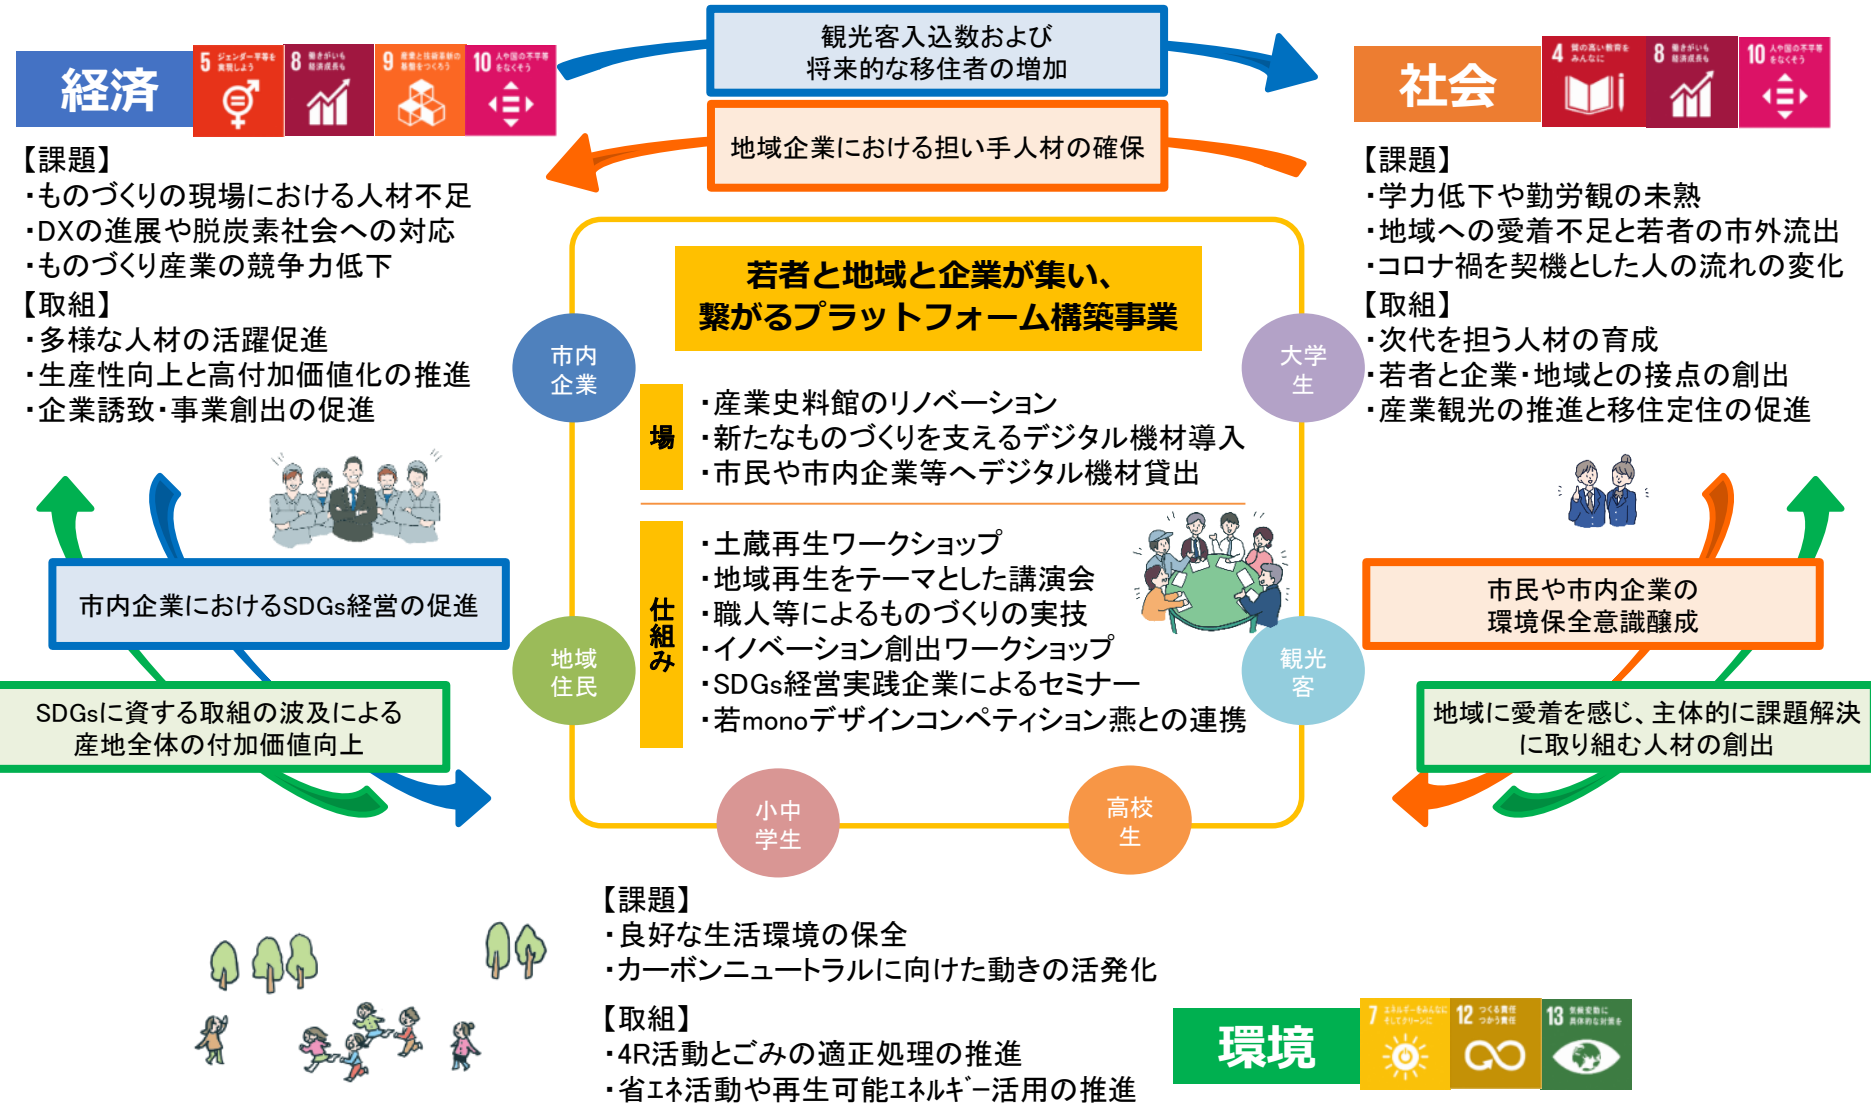 観光客入込数および
将来的な移住者の増加
地域企業における担い手人材の確保
経済
5 ジェンダー平等を
実現しよう
8 働きがいも
経済成長も
9 産業と技術革新の
基盤をつくろう
10 人や国の不平等
をなくそう
【課題】
・ものづくりの現場における人材不足
・DXの進展や脱炭素社会への対応
・ものづくり産業の競争力低下
【取組】
・多様な人材の活躍促進
・生産性向上と高付加価値化の推進
・企業誘致・事業創出の促進
社会
4 質の高い教育を
みんなに
8 働きがいも
経済成長も
10 人や国の不平等
をなくそう
【課題】
・学力低下や勤労観の未熟
・地域への愛着不足と若者の市外流出
・コロナ禍を契機とした人の流れの変化
【取組】
・次代を担う人材の育成
・若者と企業・地域との接点の創出
・産業観光の推進と移住定住の促進
若者と地域と企業が集い、
繋がるプラットフォーム構築事業
市内
企業
大学
生
場
・産業史料館のリノベーション
・新たなものづくりを支えるデジタル機材導入
・市民や市内企業等へデジタル機材貸出
仕組み
・土蔵再生ワークショップ
・地域再生をテーマとした講演会
・職人等によるものづくりの実技
・イノベーション創出ワークショップ
・SDGs経営実践企業によるセミナー
・若monoデザインコンペティション燕との連携
地域
住民
観光
客
小中
学生
高校
生
市内企業におけるSDGs経営の促進
SDGsに資する取組の波及による
産地全体の付加価値向上
市民や市内企業の
環境保全意識醸成
地域に愛着を感じ、主体的に課題解決
に取り組む人材の創出
【課題】
・良好な生活環境の保全
・カーボンニュートラルに向けた動きの活発化
【取組】
・4R活動とごみの適正処理の推進
・省エネ活動や再生可能エネルギー活用の推進
環境
7 エネルギーをみんなに
そしてクリーンに
12 つくる責任
つかう責任
13 気候変動に
具体的な対策を